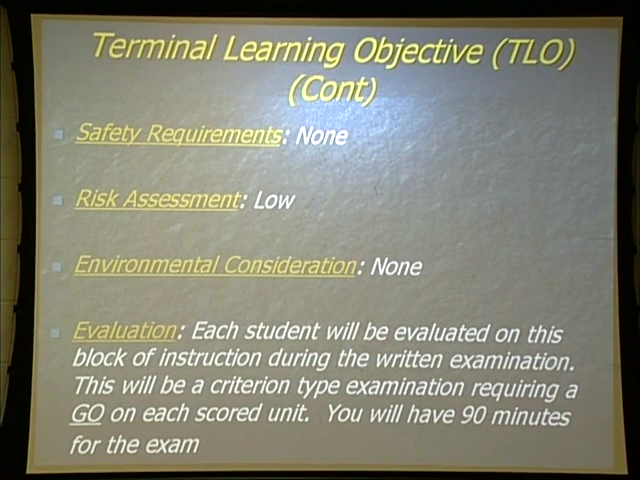 Terminal Learning Objective (TLO)
(Cont)
Safety Requirements: None
Risk Assessment: Low
Environmental Consideration: None
Evaluation: Each student will be evaluated on this
block of instruction during the written examination.
This will be a criterion type examination requiring a
GO on each scored unit. You will have 90 minutes
for the exam